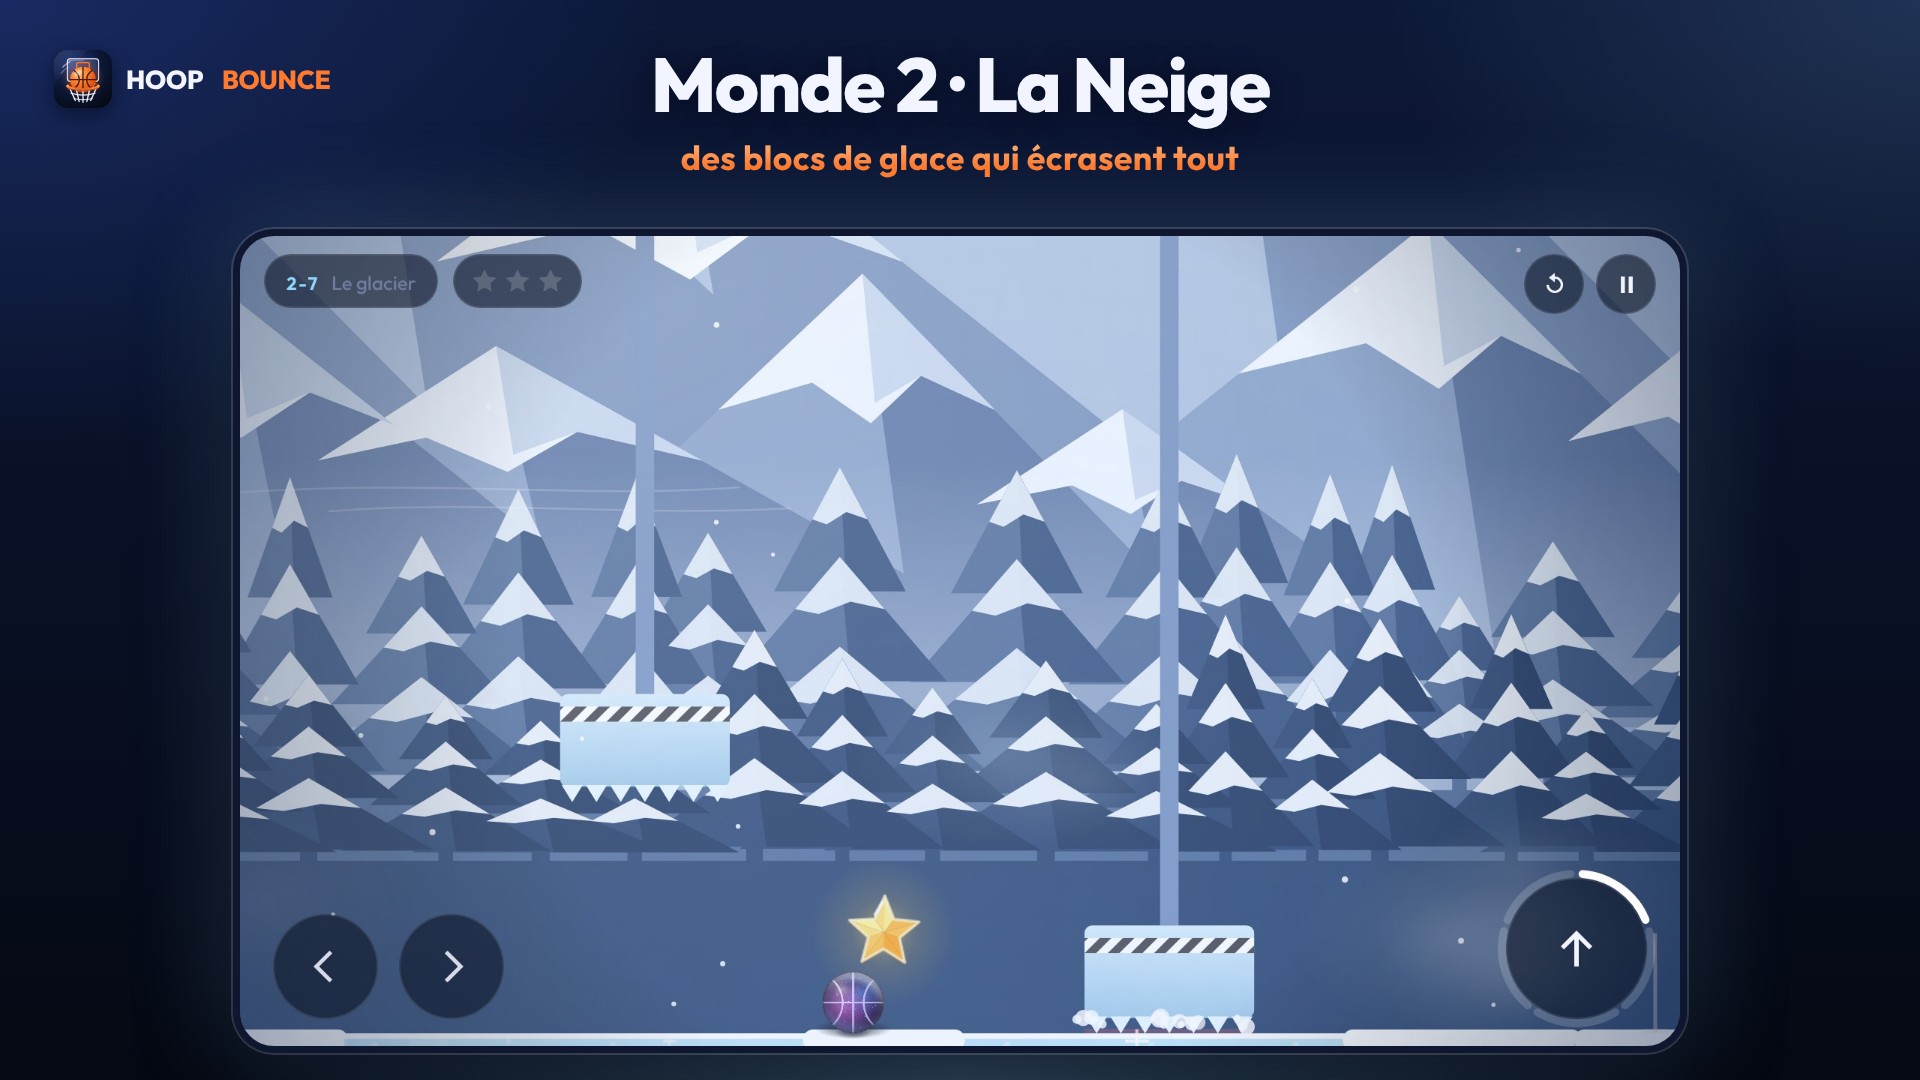 HOOP BOUNCE
Monde 2 · La Neige
des blocs de glace qui écrasent tout
2-7 Le glacier